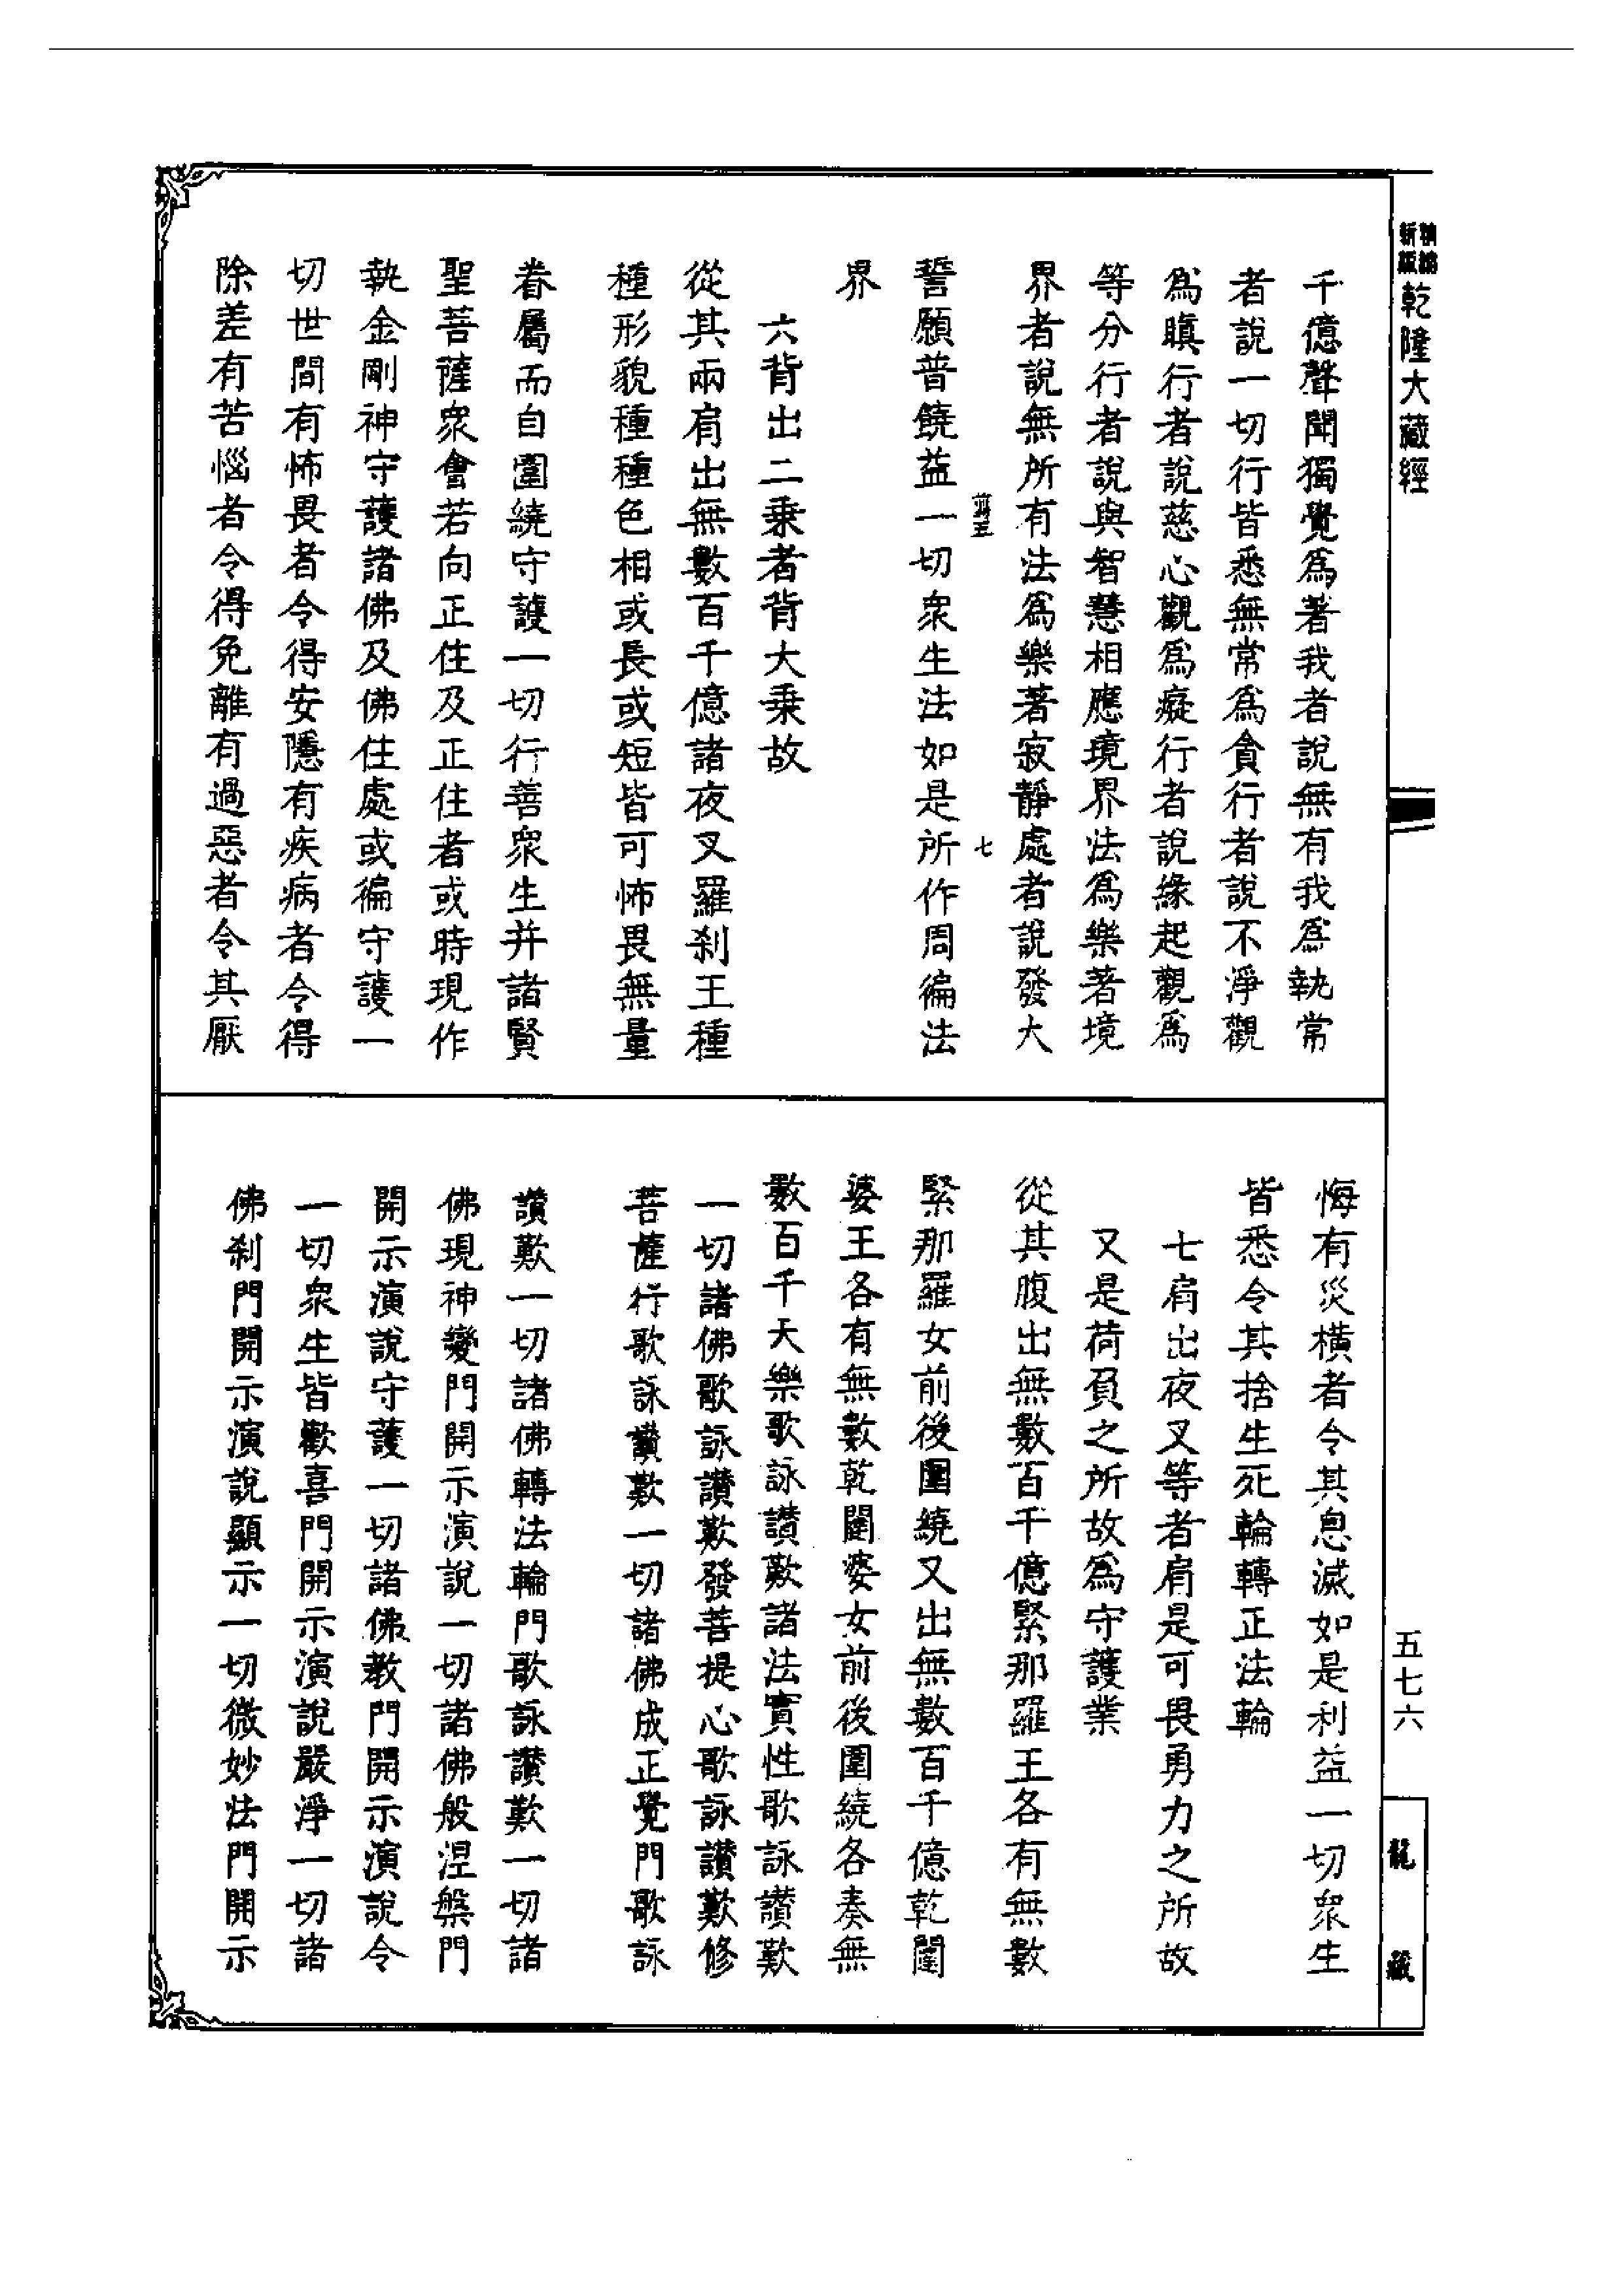 新版 精縮 乾隆大藏經
千億聲聞獨覺為著我者說無有我為執常
者說一切行皆悉無常為貪行者說不淨觀
為瞋行者說慈心觀為癡行者說緣起觀為
等分行者說與智慧相應境界法為樂著境
界者說無所有法為樂著寂靜處者說發大
七
誓願普饒益一切衆生法如是所作周徧法
界
六背出二乗者背大乗故
從其兩肩出無數百千億諸夜叉羅刹王種
種形貌種種色相或長或短皆可怖畏無量
眷屬而自圍繞守護一切行善衆生并諸賢
聖菩薩衆會若向正住及正住者或時現作
執金剛神守護諸佛及佛住處或徧守護一
切世間有怖畏者令得安隱有疾病者令得
除差有苦惱者令得免離有過惡者令其厭
悔有災橫者令其息滅如是利益一切衆生
皆悉令其捨生死輪轉正法輪
七肩出夜叉等者肩是可畏勇力之所故
又是荷負之所故為守護業
從其腹出無數百千億緊那羅王各有無數
緊那羅女前後圍繞又出無數百千億乾闥
婆王各有無數乾闥婆女前後圍繞各奏無
數百千天樂歌詠讚歎諸法實性歌詠讚歎
一切諸佛歌詠讚歎發菩提心歌詠讚歎修
菩薩行歌詠讚歎一切諸佛成正覺門歌詠
讚歎一切諸佛轉法輪門歌詠讚歎一切諸
佛現神變門開示演說一切諸佛般涅槃門
開示演說守護一切諸佛教門開示演說令
一切衆生皆歡喜門開示演說嚴淨一切諸
佛刹門開示演說顯示一切微妙法門開示
五七六
龍藏